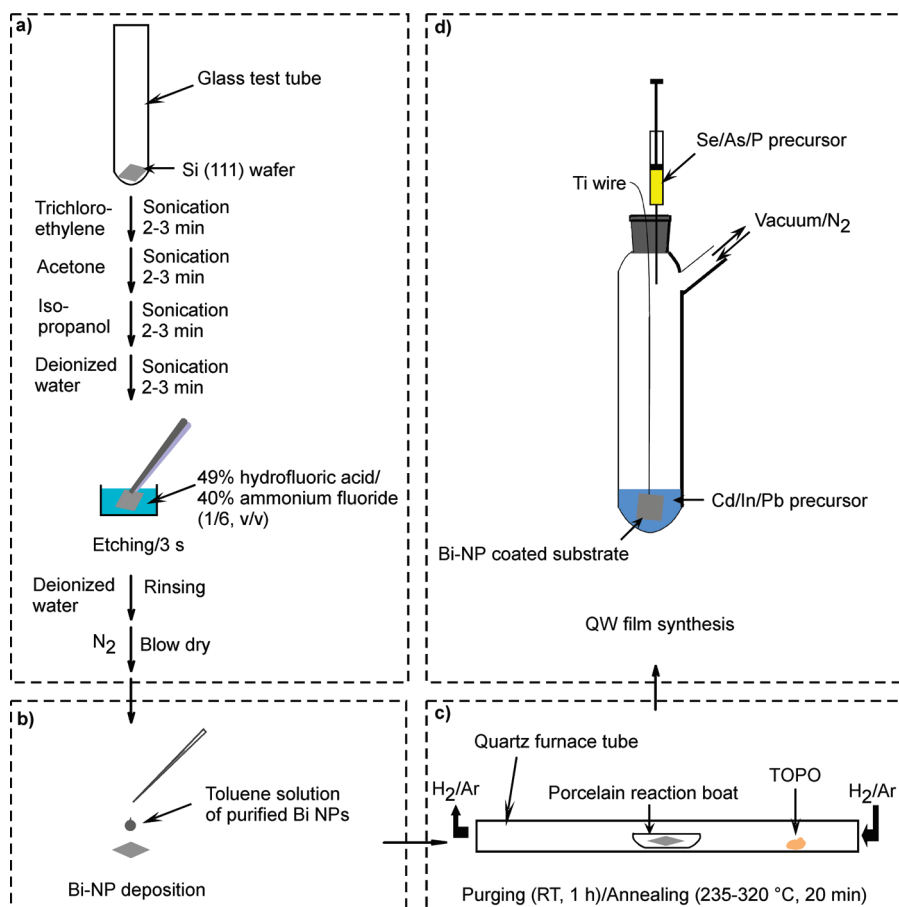 a)
Glass test tube
Si (111) wafer
Trichloro-
ethylene
Sonication
2-3 min
Acetone
Sonication
2-3 min
Iso-
propanol
Sonication
2-3 min
Deionized
water
Sonication
2-3 min
49% hydrofluoric acid/
40% ammonium fluoride
(1/6, v/v)
Etching/3 s
Deionized
water
Rinsing
N2
Blow dry
b)
Toluene solution
of purified Bi NPs
Bi-NP deposition
c)
Quartz furnace tube
H2/Ar
Porcelain reaction boat
TOPO
H2/Ar
Purging (RT, 1 h)/Annealing (235-320 °C, 20 min)
d)
Se/As/P precursor
Ti wire
Vacuum/N2
Cd/In/Pb precursor
Bi-NP coated substrate
QW film synthesis